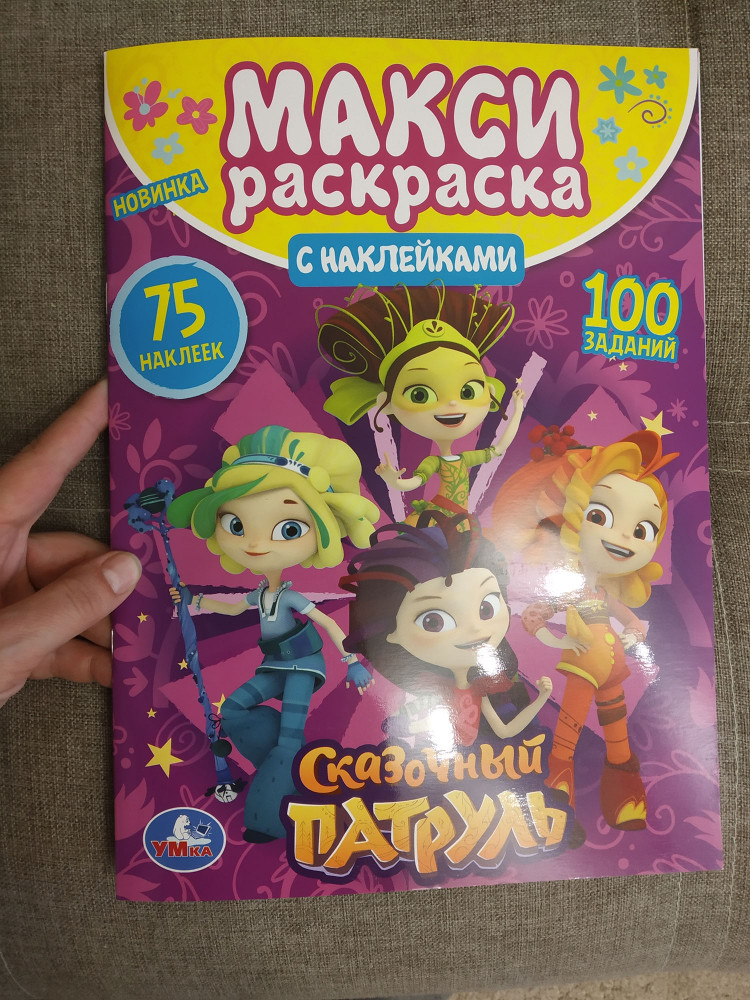 МАКСИ
раскраска
НОВИНКА
С НАКЛЕЙКАМИ
75
НАКЛЕЕК
100
ЗАДАНИЙ
Сказочный
ПАТРУЛЬ
УМка